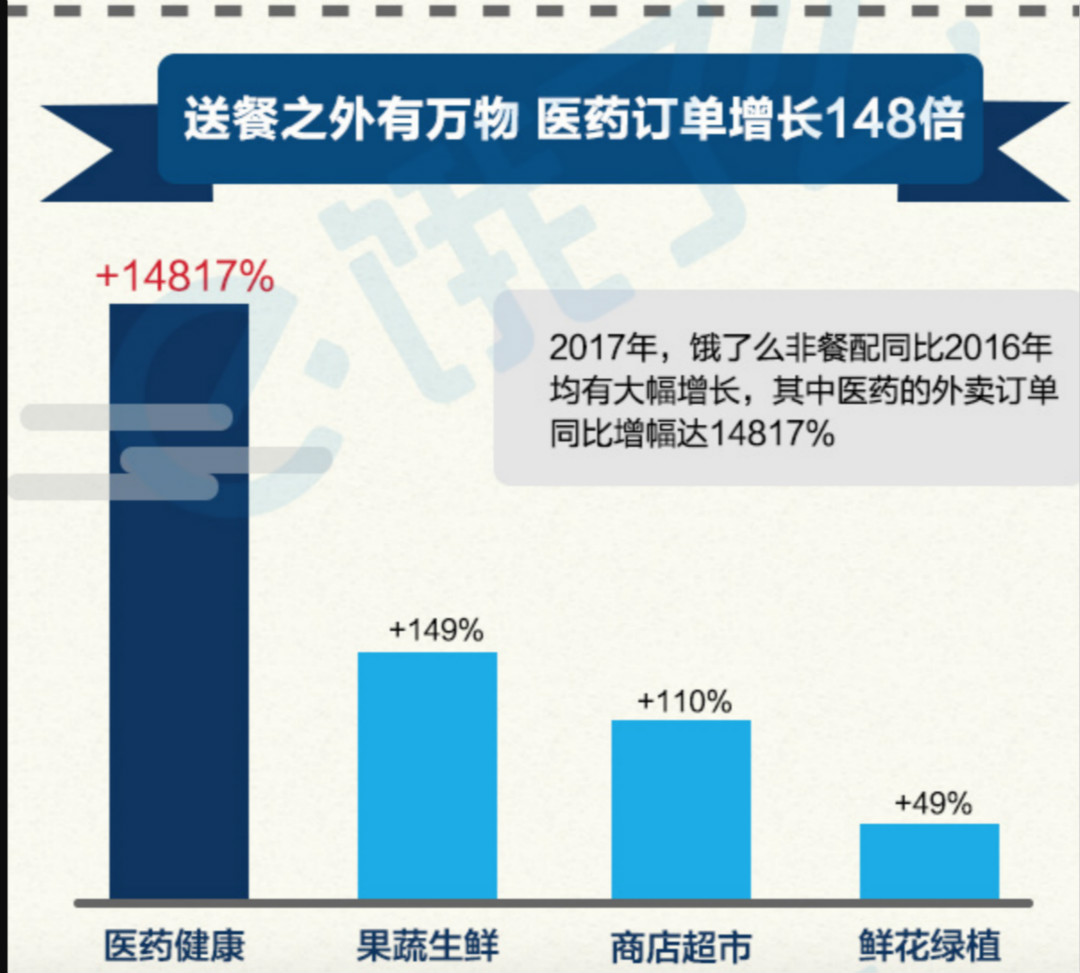 送餐之外有万物 医药订单增长148倍
+14817%
2017年，饿了么非餐配同比2016年
均有大幅增长，其中医药的外卖订单
同比增幅达14817%
+149%
+110%
+49%
医药健康
果蔬生鲜
商店超市
鲜花绿植
饿了么